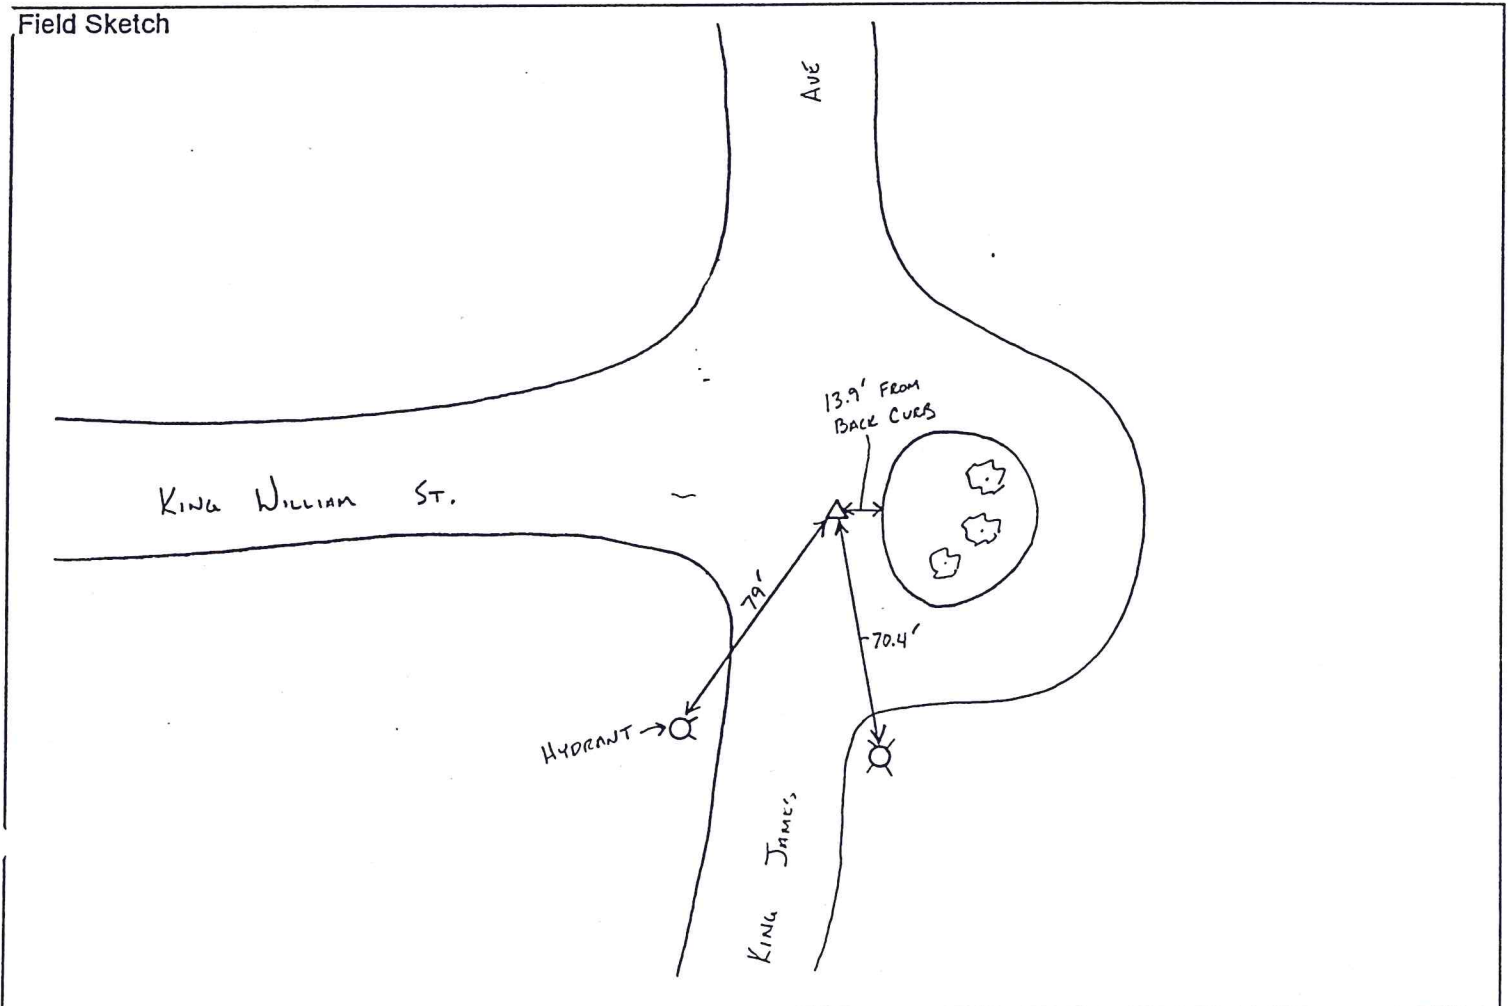 Field Sketch
AVE
13.9' FROM
BACK CURB
KING WILLIAM ST.
79'
70.4'
HYDRANT
KING JAMES